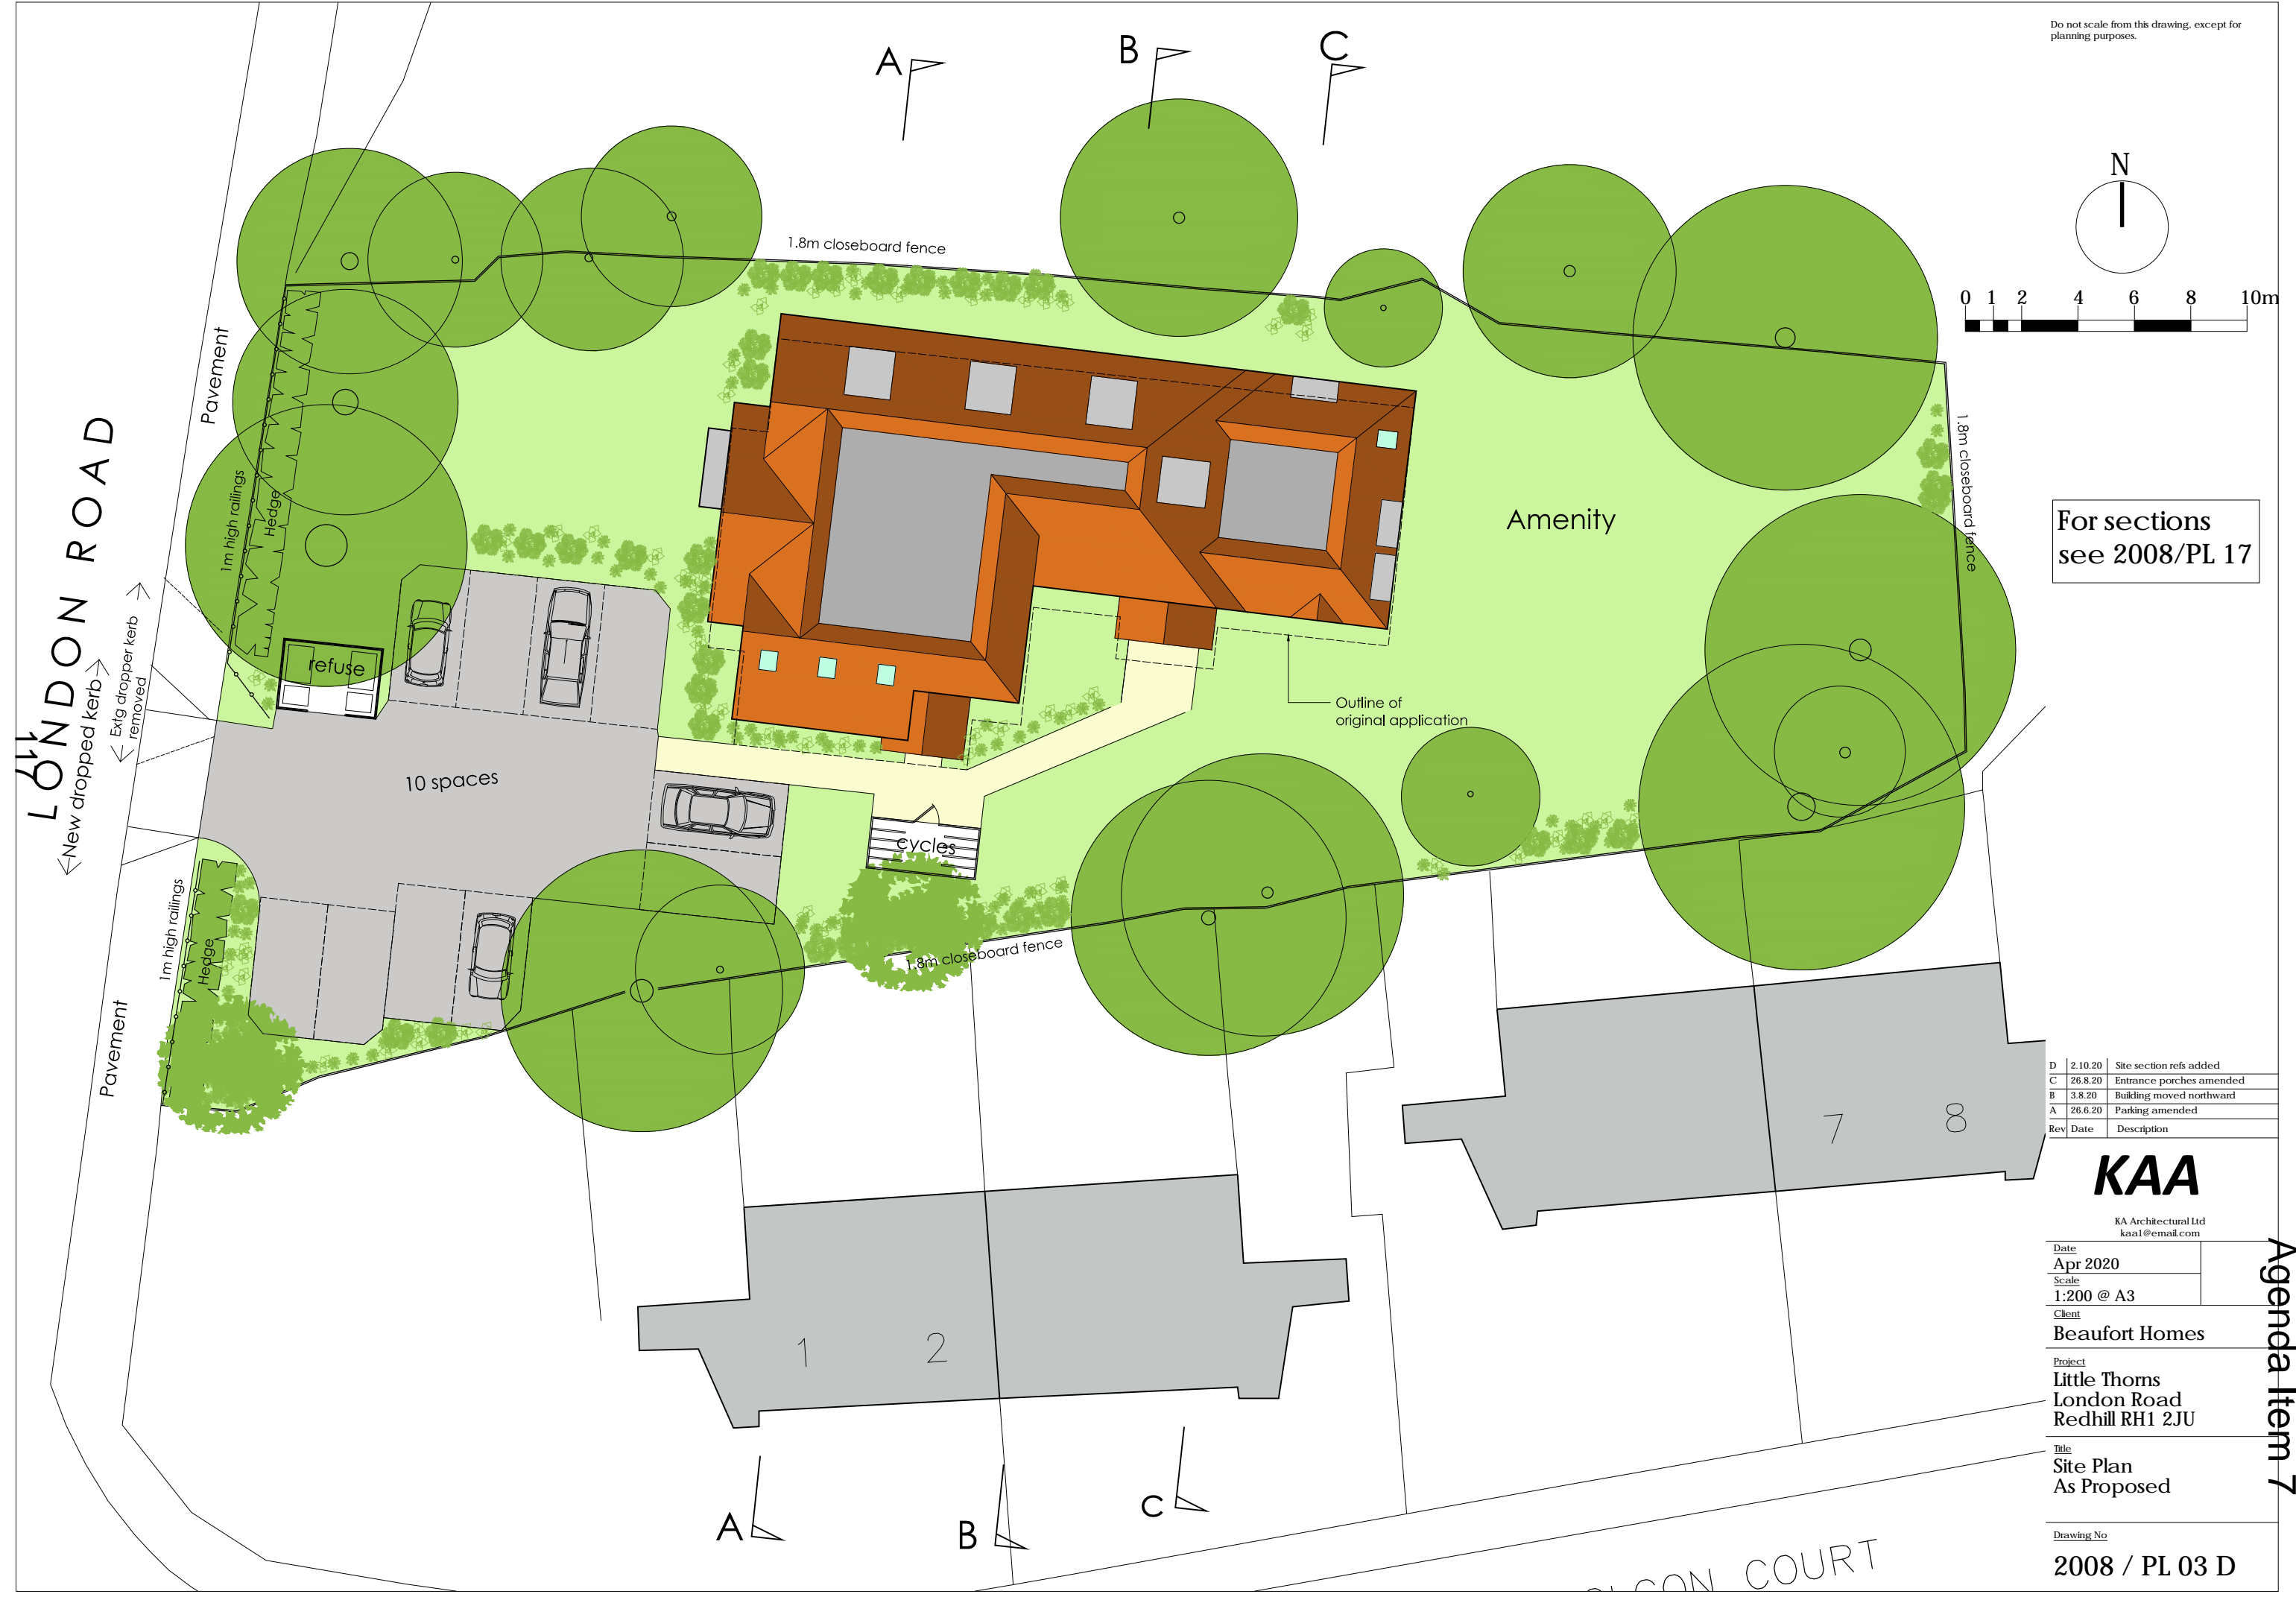 Do not scale from this drawing, except for
planning purposes.
A
B
C
N
0 1 2 4 6 8 10m
1.8m closeboard fence
Pavement
LONDON ROAD
1m high railings
Hedge
Amenity
1.8m closeboard fence
For sections
see 2008/PL 17
Extg dropper kerb
removed
New dropped kerb
117
refuse
10 spaces
Outline of
original application
cycles
1m high railings
Hedge
1.8m closeboard fence
Pavement
1
2
7
8
A
B
C
COURT
D 2.10.20 Site section refs added
C 26.8.20 Entrance porches amended
B 3.8.20 Building moved northward
A 26.6.20 Parking amended
Rev Date Description
KAA
KA Architectural Ltd
kaa1@email.com
Date
Apr 2020
Scale
1:200 @ A3
Client
Beaufort Homes
Project
Little Thorns
London Road
Redhill RH1 2JU
Title
Site Plan
As Proposed
Drawing No
2008 / PL 03 D
Agenda Item 7